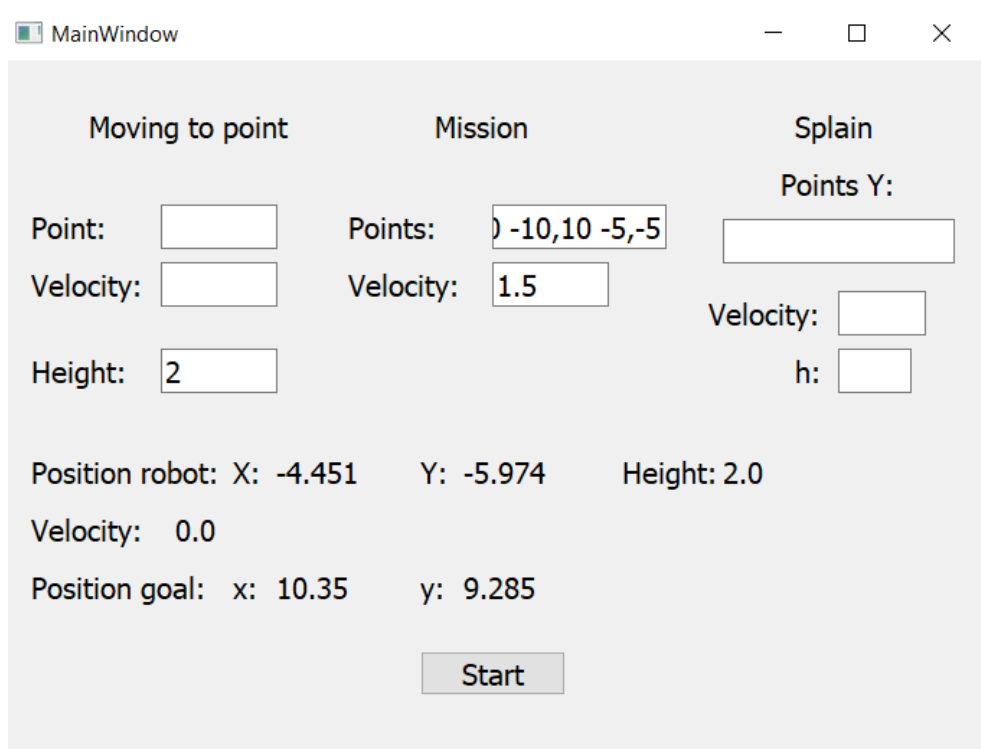 MainWindow
Moving to point Mission Splain
Points Y:
Point: Points: -10,10 -5,-5
Velocity: Velocity: 1.5
Velocity:
Height: 2 h:
Position robot: X: -4.451 Y: -5.974 Height: 2.0
Velocity: 0.0
Position goal: x: 10.35 y: 9.285
Start